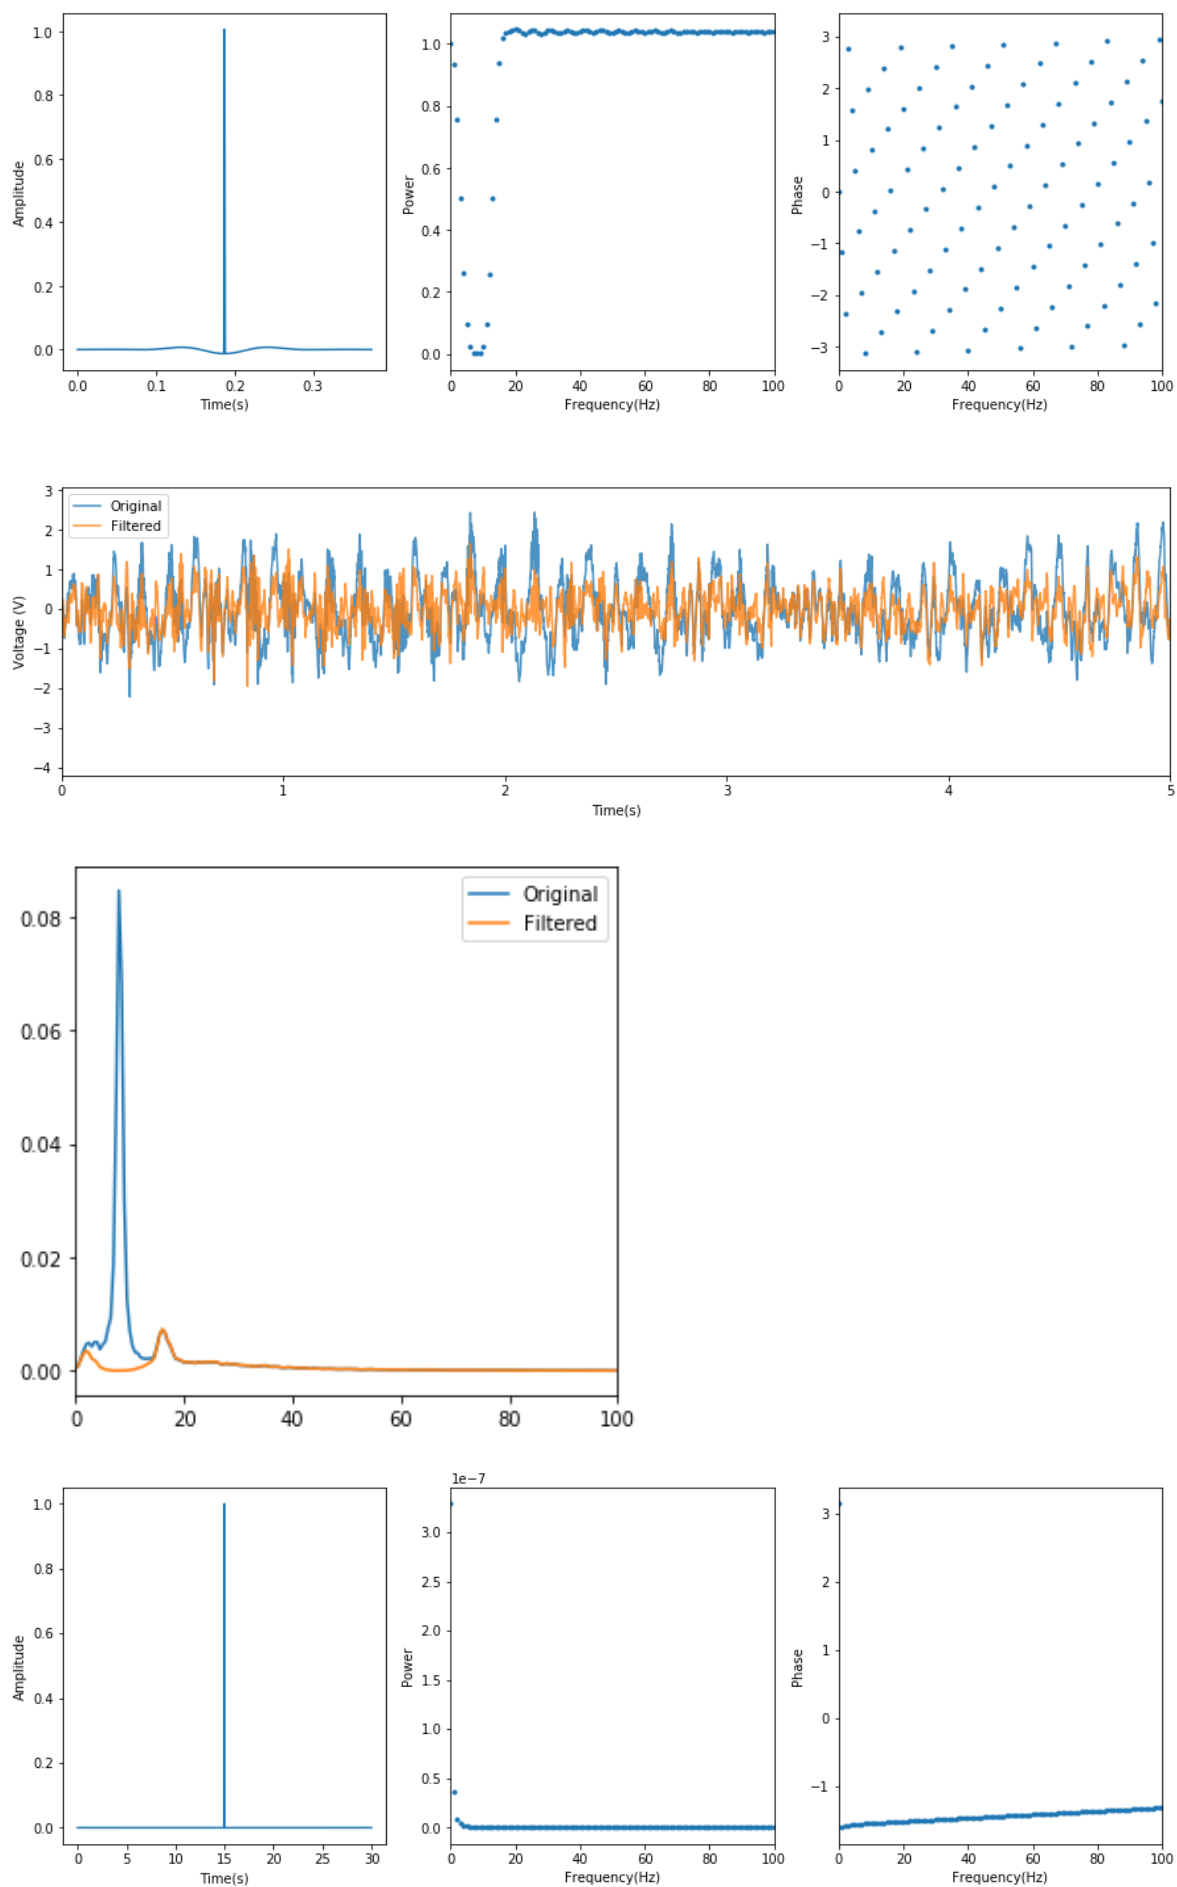 1.0
0.8
0.6
0.4
0.2
0.0
Amplitude
0.0 0.1 0.2 0.3
Time(s)
1.0
0.8
0.6
0.4
0.2
0.0
Power
0 20 40 60 80 100
Frequency(Hz)
3
2
1
0
−1
−2
−3
Phase
0 20 40 60 80 100
Frequency(Hz)
Original
Filtered
3
2
1
0
−1
−2
−3
−4
Voltage (V)
0 1 2 3 4 5
Time(s)
Original
Filtered
0.08
0.06
0.04
0.02
0.00
0 20 40 60 80 100
1.0
0.8
0.6
0.4
0.2
0.0
Amplitude
0 5 10 15 20 25 30
Time(s)
1e−7
3.0
2.5
2.0
1.5
1.0
0.5
0.0
Power
0 20 40 60 80 100
Frequency(Hz)
3
2
1
0
−1
Phase
0 20 40 60 80 100
Frequency(Hz)